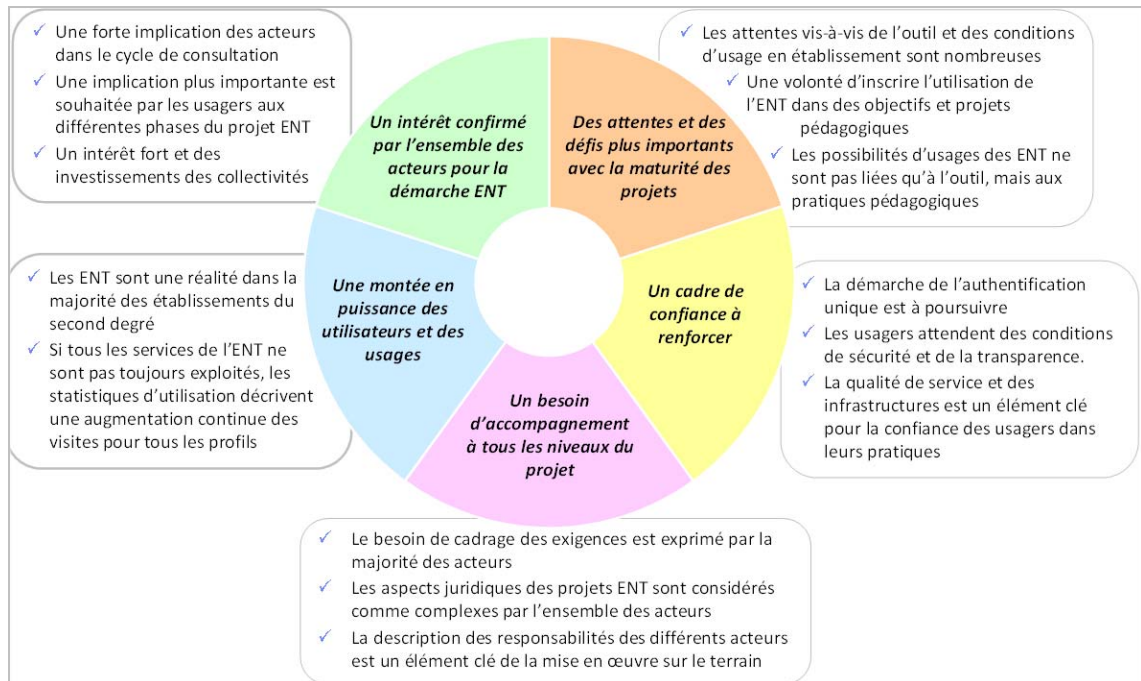 Une forte implication des acteurs
dans le cycle de consultation
Une implication plus importante est
souhaitée par les usagers aux
différentes phases du projet ENT
Un intérêt fort et des
investissements des collectivités
Un intérêt confirmé
par l'ensemble des
acteurs pour la
démarche ENT
Des attentes et des
défis plus importants
avec la maturité des
projets
Les attentes vis-à-vis de l'outil et des conditions
d'usage en établissement sont nombreuses
Une volonté d'inscrire l'utilisation de
l'ENT dans des objectifs et projets
pédagogiques
Les possibilités d'usages des ENT ne
sont pas liées qu'à l'outil, mais aux
pratiques pédagogiques
Les ENT sont une réalité dans la
majorité des établissements du
second degré
Si tous les services de l'ENT ne
sont pas toujours exploités, les
statistiques d'utilisation décrivent
une augmentation continue des
visites pour tous les profils
Une montée en
puissance des
utilisateurs et des
usages
Un cadre de
confiance à
renforcer
La démarche de l'authentification
unique est à poursuivre
Les usagers attendent des conditions
de sécurité et de la transparence.
La qualité de service et des
infrastructures est un élément clé
pour la confiance des usagers dans
leurs pratiques
Un besoin
d'accompagnement
à tous les niveaux du
projet
Le besoin de cadrage des exigences est exprimé par la
majorité des acteurs
Les aspects juridiques des projets ENT sont considérés
comme complexes par l'ensemble des acteurs
La description des responsabilités des différents acteurs
est un élément clé de la mise en œuvre sur le terrain